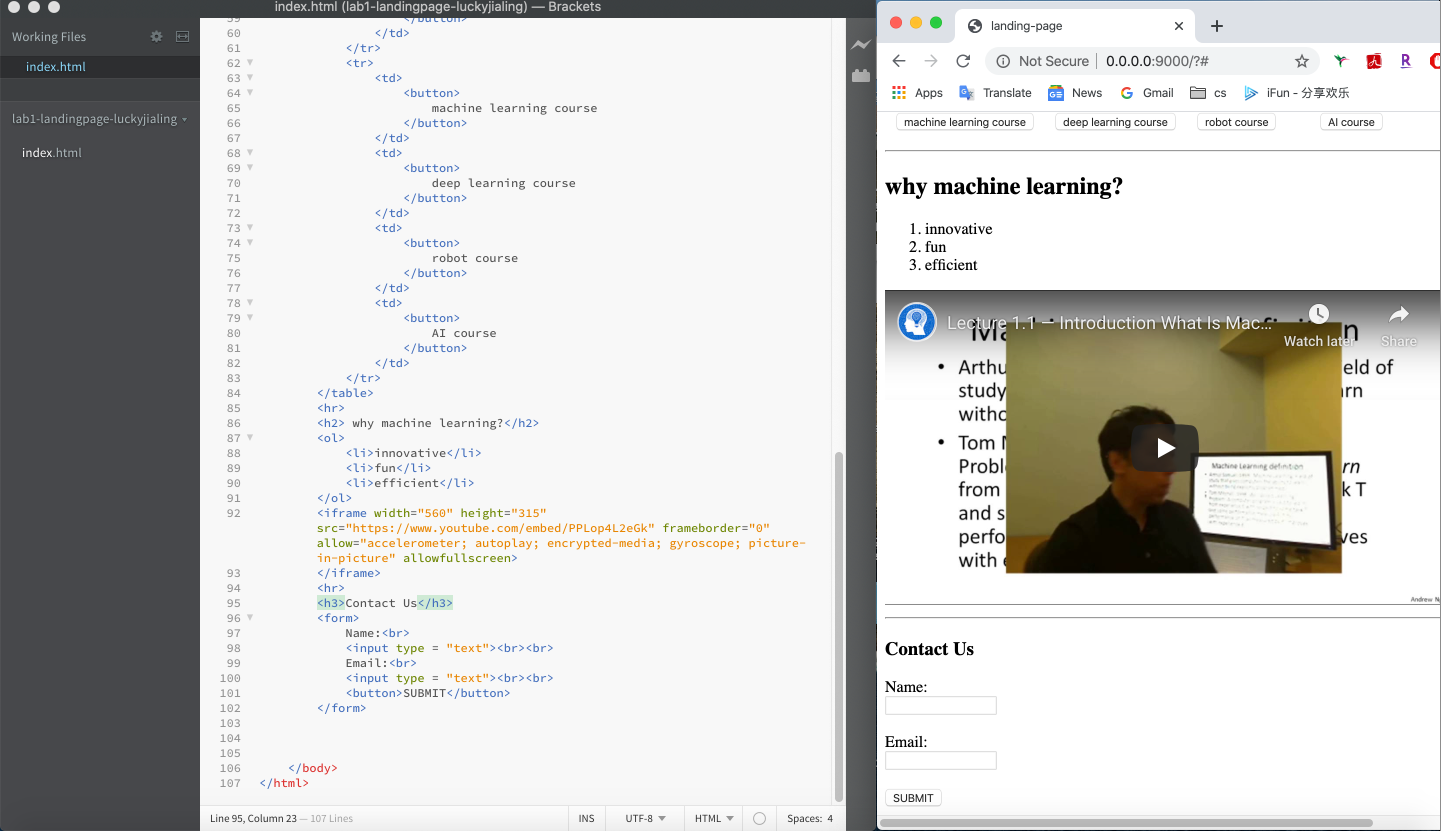 index.html (lab1-landingpage-luckyjialing) — Brackets
Working Files
index.html
lab1-landingpage-luckyjialing
index.html
59 </button>
60 </td>
61 </tr>
62 <tr>
63 <td>
64 <button>
65 machine learning course
66 </button>
67 </td>
68 <td>
69 <button>
70 deep learning course
71 </button>
72 </td>
73 <td>
74 <button>
75 robot course
76 </button>
77 </td>
78 <td>
79 <button>
80 AI course
81 </button>
82 </td>
83 </tr>
84 </table>
85 <hr>
86 <h2> why machine learning?</h2>
87 <ol>
88 <li>innovative</li>
89 <li>fun</li>
90 <li>efficient</li>
91 </ol>
92 <iframe width="560" height="315"
src="https://www.youtube.com/embed/PPLop4L2eGk" frameborder="0"
allow="accelerometer; autoplay; encrypted-media; gyroscope; picture-
in-picture" allowfullscreen>
93 </iframe>
94 <hr>
95 <h3>Contact Us</h3>
96 <form>
97 Name:<br>
98 <input type = "text"><br><br>
99 Email:<br>
100 <input type = "text"><br><br>
101 <button>SUBMIT</button>
102 </form>
103
104
105
106 </body>
107 </html>
Line 95, Column 23 — 107 Lines
INS UTF-8 HTML Spaces: 4
landing-page
Not Secure 0.0.0.0:9000/?#
Apps Translate News Gmail cs iFun - 分享欢乐
machine learning course deep learning course robot course AI course
why machine learning?
1. innovative
2. fun
3. efficient
Lecture 1.1 — Introduction What Is Mac...
Watch later Share
• Arthu eld of
study rn
witho
• Tom
Proble rn
from k T
and s
perfo ves
with
Machine Learning definition
Andrew
Contact Us
Name:
Email:
SUBMIT